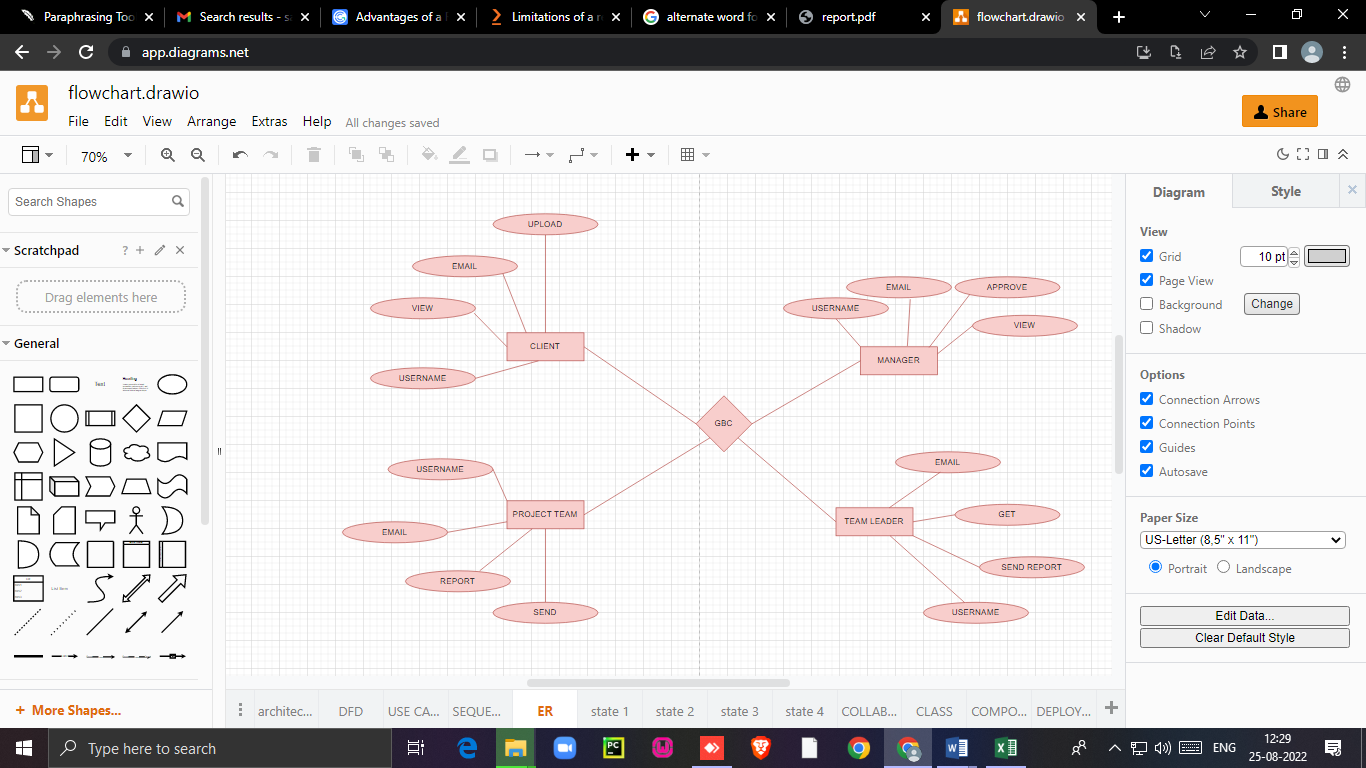 Paraphrasing Too
Search results - s
Advantages of a
Limitations of a r
alternate word fo
report.pdf
flowchart.drawio
app.diagrams.net
flowchart.drawio
File Edit View Arrange Extras Help All changes saved
Share
70%
Search Shapes
Scratchpad ?
Drag elements here
General
Text
Heading
List Item
+ More Shapes...
UPLOAD
EMAIL
VIEW
CLIENT
USERNAME
EMAIL
APPROVE
USERNAME
VIEW
MANAGER
GBC
USERNAME
PROJECT TEAM
EMAIL
REPORT
SEND
EMAIL
GET
TEAM LEADER
SEND REPORT
USERNAME
Diagram Style
View
Grid 10 pt
Page View
Background Change
Shadow
Options
Connection Arrows
Connection Points
Guides
Autosave
Paper Size
US-Letter (8,5" x 11")
Portrait Landscape
Edit Data...
Clear Default Style
architec... DFD USE CA... SEQUE... ER state 1 state 2 state 3 state 4 COLLAB... CLASS COMPO... DEPLOY...
Type here to search
PC
ENG
12:29
25-08-2022